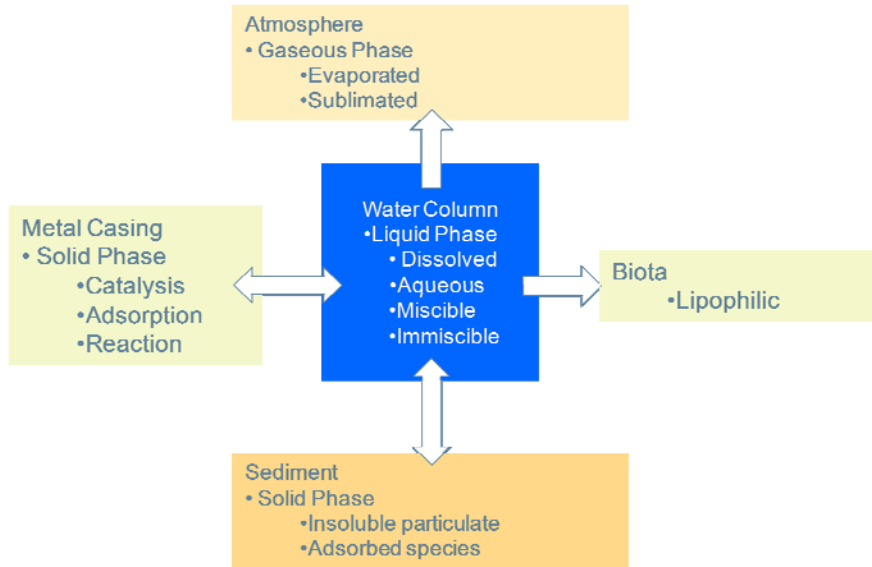 Atmosphere
• Gaseous Phase
•Evaporated
•Sublimated
Water Column
•Liquid Phase
• Dissolved
•Aqueous
•Miscible
•Immiscible
Metal Casing
• Solid Phase
•Catalysis
•Adsorption
•Reaction
Biota
•Lipophilic
Sediment
• Solid Phase
•Insoluble particulate
•Adsorbed species